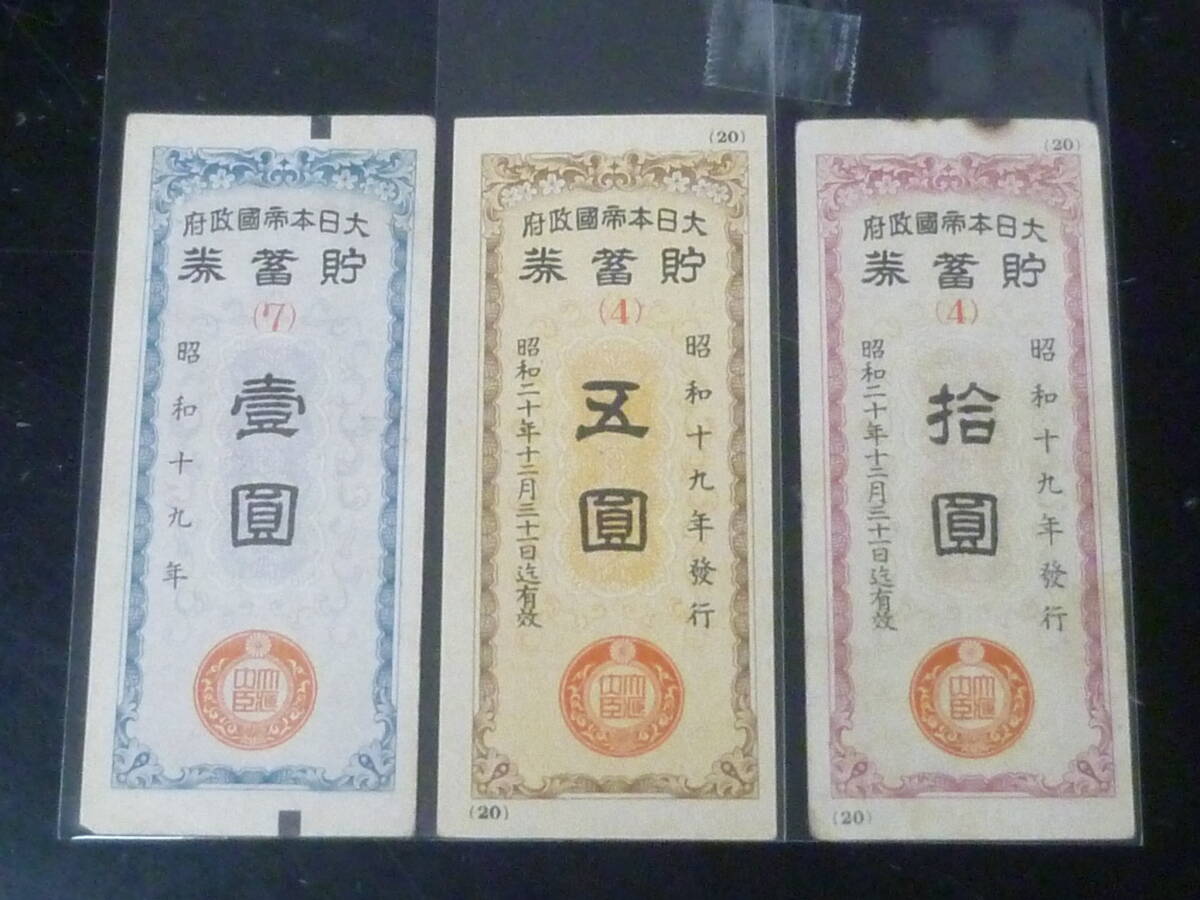 大日本帝國政府
貯蓄券
(7)
壹圓
昭和十九年
(20)
大日本帝國政府
貯蓄券
(4)
昭和十九年發行
五圓
昭和二十年十二月三十一日迄有效
(20)
(20)
大日本帝國政府
貯蓄券
(4)
昭和十九年發行
拾圓
昭和二十年十二月三十一日迄有效
(20)